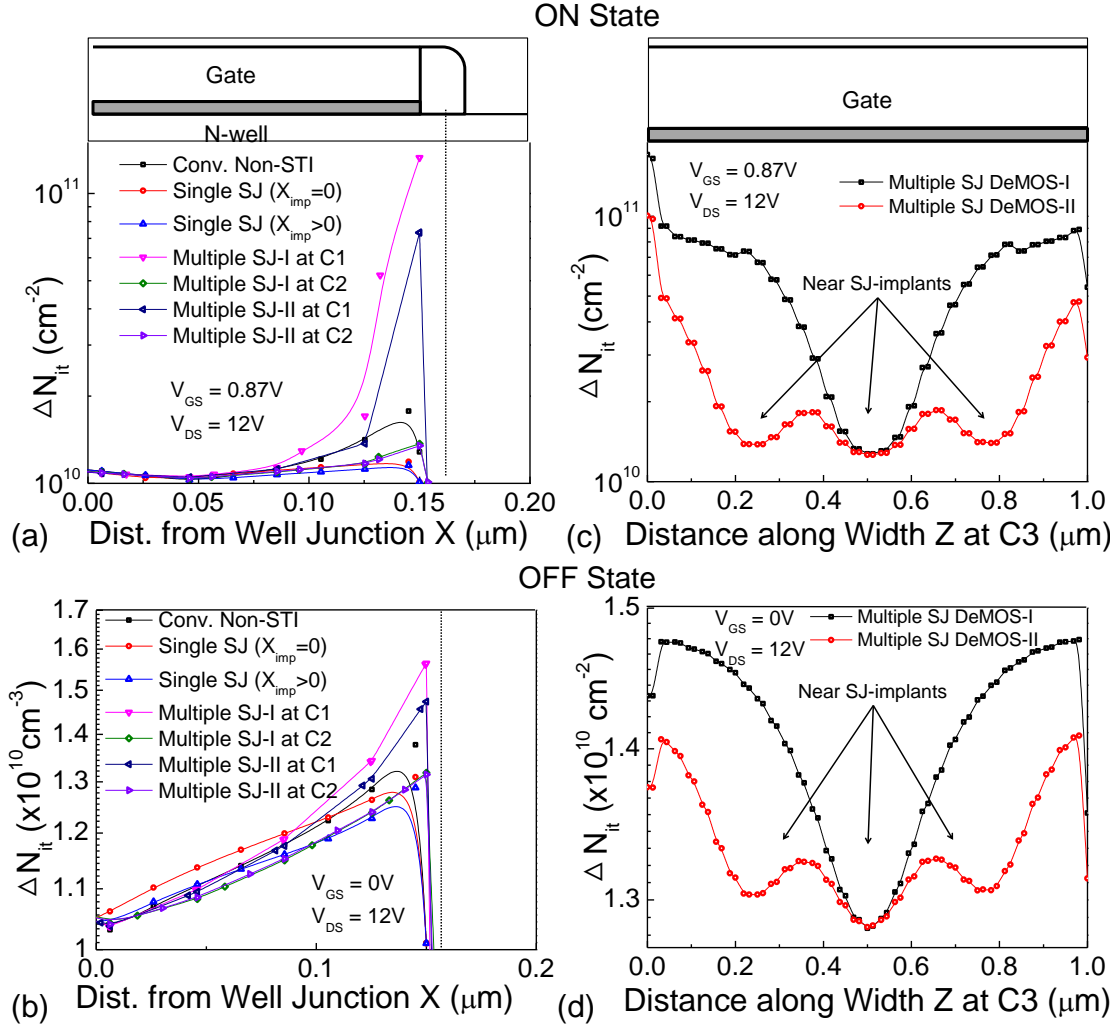 ON State
Gate
N-well
Conv. Non-STI
Single SJ (X_imp=0)
Single SJ (X_imp>0)
Multiple SJ-I at C1
Multiple SJ-I at C2
Multiple SJ-II at C1
Multiple SJ-II at C2
V_GS = 0.87V
V_DS = 12V
10^11
10^10
ΔN_it (cm^-2)
0.00 0.05 0.10 0.15 0.20
(a) Dist. from Well Junction X (μm)
Gate
V_GS = 0.87V
V_DS = 12V
Multiple SJ DeMOS-I
Multiple SJ DeMOS-II
Near SJ-implants
10^11
10^10
ΔN_it (cm^-2)
0.0 0.2 0.4 0.6 0.8 1.0
(c) Distance along Width Z at C3 (μm)
OFF State
1.7
1.6
1.5
1.4
1.3
1.2
1.1
1
ΔN_it (x10^10 cm^-3)
Conv. Non-STI
Single SJ (X_imp=0)
Single SJ (X_imp>0)
Multiple SJ-I at C1
Multiple SJ-I at C2
Multiple SJ-II at C1
Multiple SJ-II at C2
V_GS = 0V
V_DS = 12V
0.0 0.1 0.2
(b) Dist. from Well Junction X (μm)
1.5
1.4
1.3
ΔN_it (x10^10 cm^-2)
V_GS = 0V
V_DS = 12V
Multiple SJ DeMOS-I
Multiple SJ DeMOS-II
Near SJ-implants
0.0 0.2 0.4 0.6 0.8 1.0
(d) Distance along Width Z at C3 (μm)